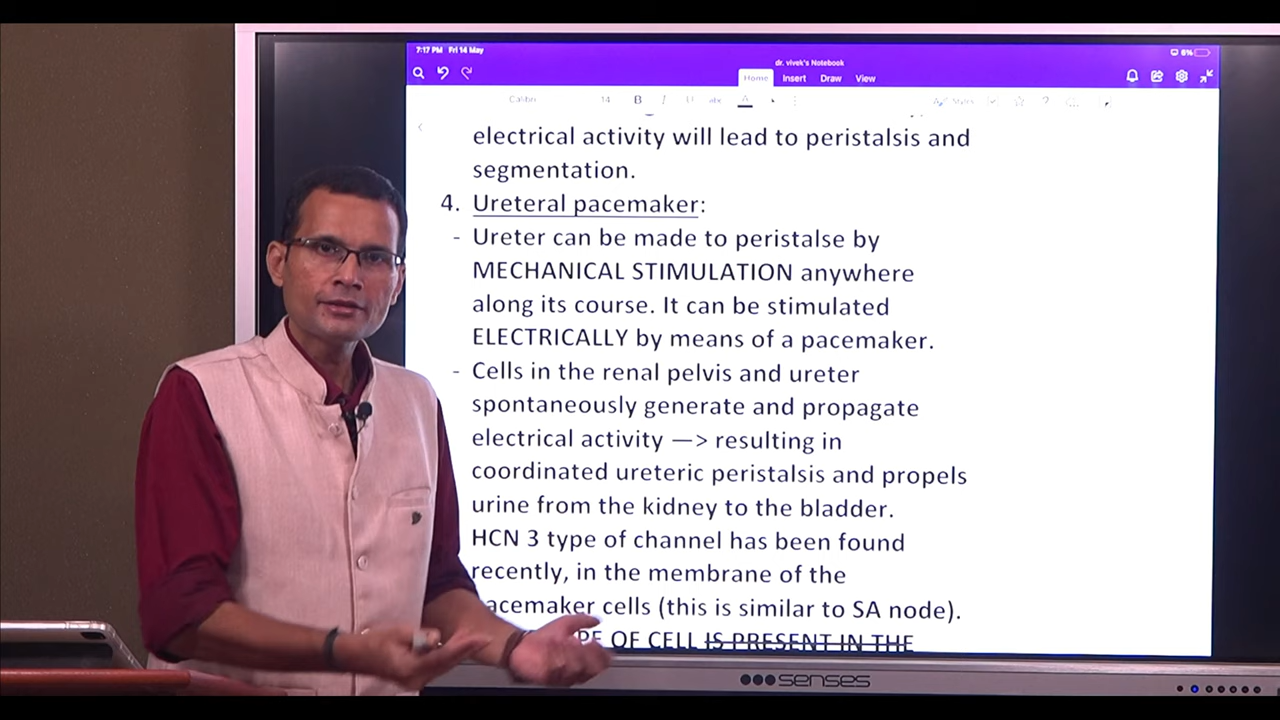 7:17 PM Fri 14 May
6%
dr. vivek's Notebook
Home Insert Draw View
Calibri 14 B I U abc A
electrical activity will lead to peristalsis and
segmentation.
4. Ureteral pacemaker:
- Ureter can be made to peristalse by
MECHANICAL STIMULATION anywhere
along its course. It can be stimulated
ELECTRICALLY by means of a pacemaker.
- Cells in the renal pelvis and ureter
spontaneously generate and propagate
electrical activity —> resulting in
coordinated ureteric peristalsis and propels
urine from the kidney to the bladder.
HCN 3 type of channel has been found
recently, in the membrane of the
acemaker cells (this is similar to SA node).
PE OF CELL IS PRESENT IN THE
senses